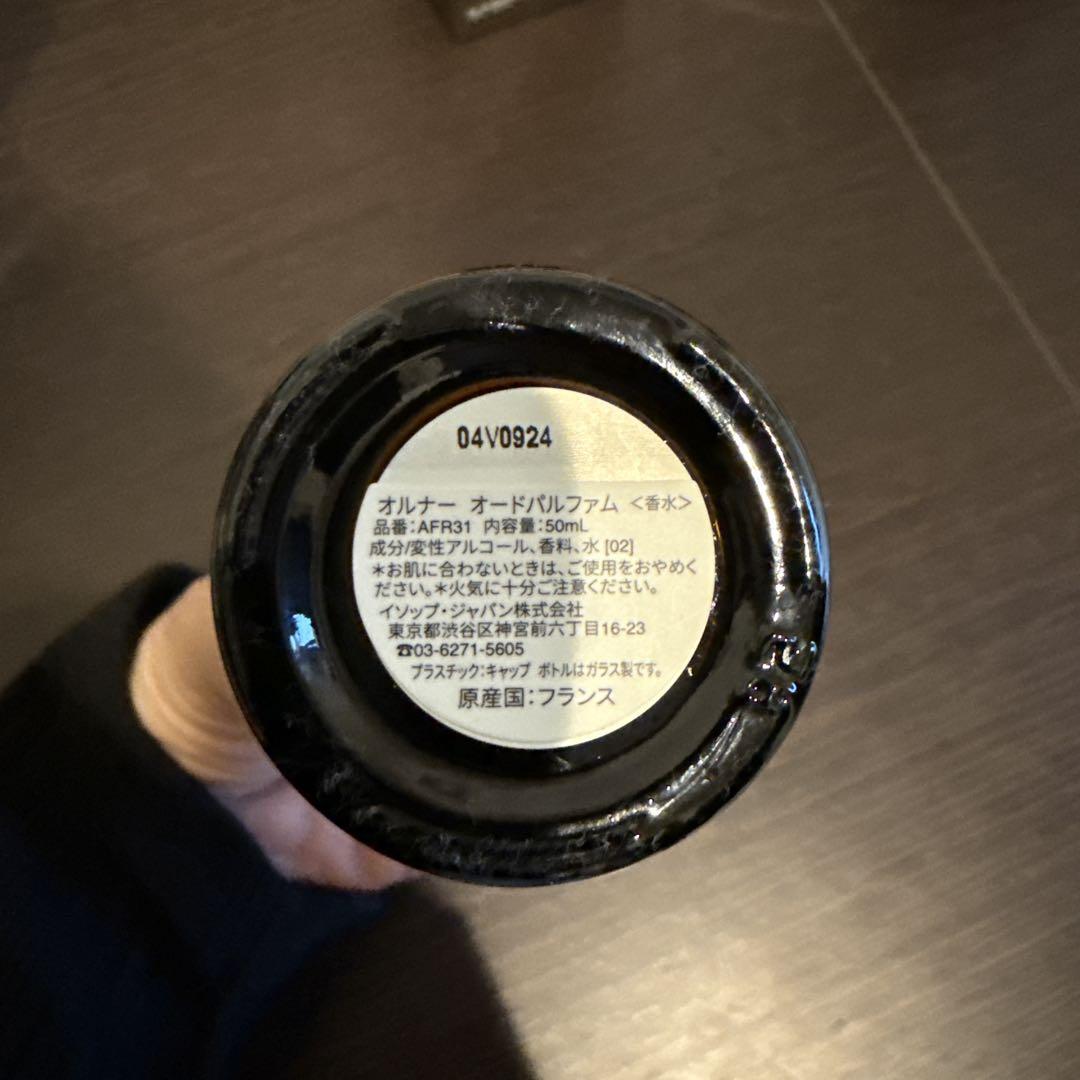 04V0924
オルナー オードパルファム <香水>
品番:AFR31 内容量:50mL
成分/変性アルコール、香料、水 [02]
*お肌に合わないときは、ご使用をおやめく
ださい。*火気に十分ご注意ください。
イソップ・ジャパン株式会社
東京都渋谷区神宮前六丁目16-23
☎03-6271-5605
プラスチック:キャップ ボトルはガラス製です。
原産国:フランス